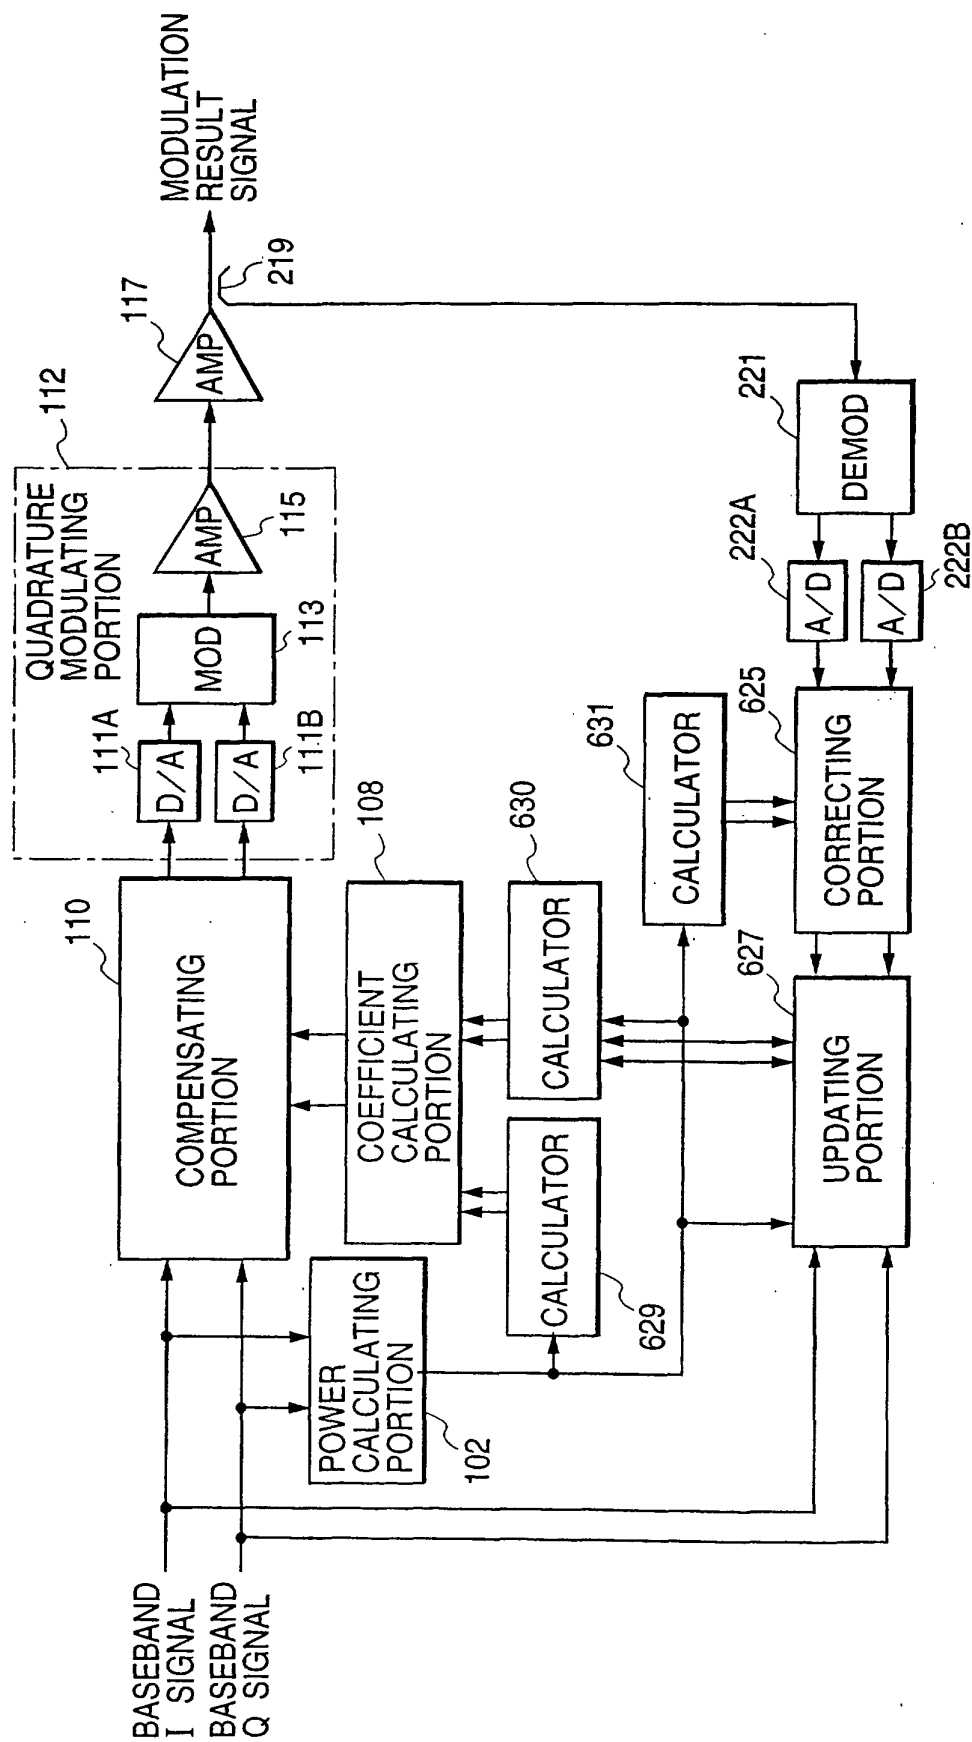 BASEBAND
I SIGNAL
BASEBAND
Q SIGNAL
110
COMPENSATING
PORTION
POWER
CALCULATING
PORTION
102
108
COEFFICIENT
CALCULATING
PORTION
CALCULATOR
629
630
CALCULATOR
631
CALCULATOR
112
QUADRATURE
MODULATING
PORTION
111A
D/A
D/A
111B
MOD
113
AMP
115
117
AMP
219
MODULATION
RESULT
SIGNAL
221
DEMOD
222A
A/D
A/D
222B
625
CORRECTING
PORTION
627
UPDATING
PORTION